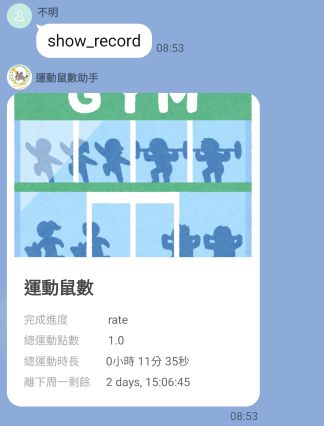 不明
show_record
08:53
運動鼠數助手
GYM
運動鼠數
完成進度 rate
總運動點數 1.0
總運動時長 0小時 11分 35秒
離下周一剩餘 2 days, 15:06:45
08:53